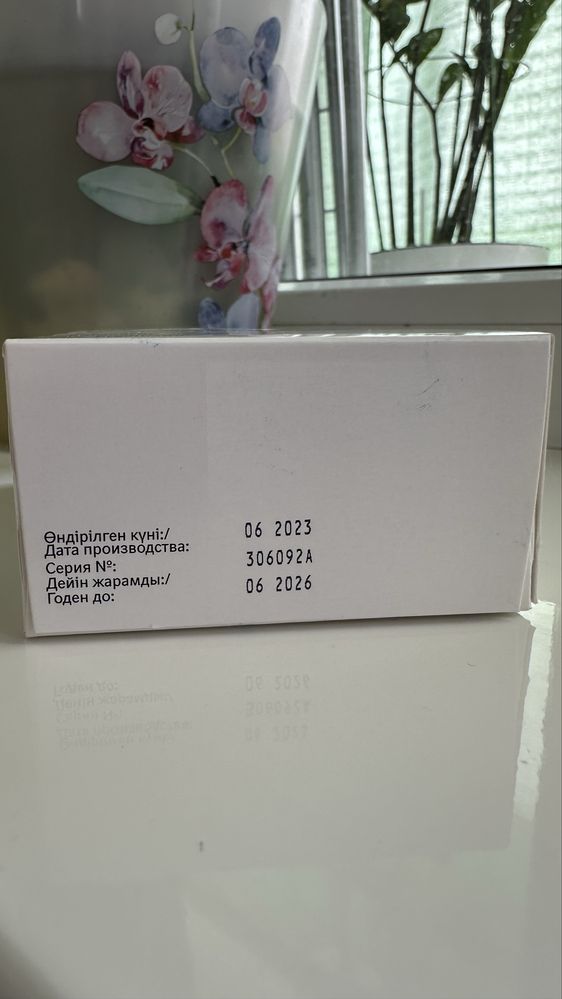 Өндірілген күні:/
Дата производства: 06 2023
Серия №: 306092A
Дейін жарамды:/
Годен до: 06 2026